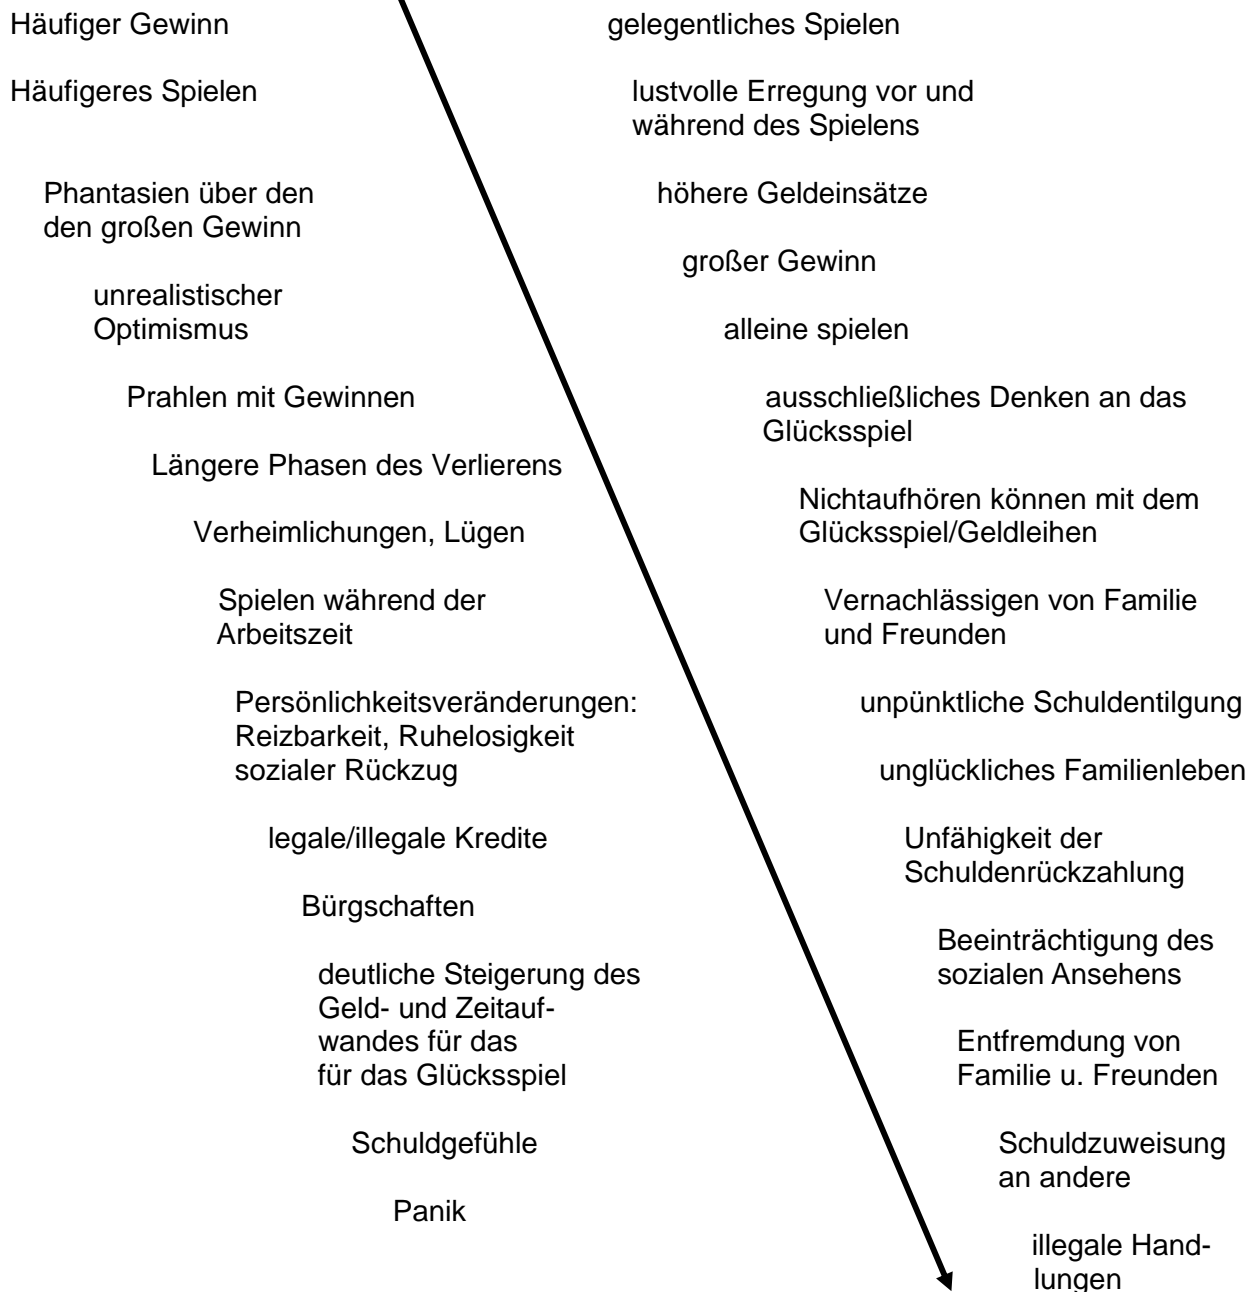 Häufiger Gewinn
gelegentliches Spielen
Häufigeres Spielen
lustvolle Erregung vor und
während des Spielens
Phantasien über den
den großen Gewinn
höhere Geldeinsätze
großer Gewinn
unrealistischer
Optimismus
alleine spielen
Prahlen mit Gewinnen
ausschließliches Denken an das
Glücksspiel
Längere Phasen des Verlierens
Nichtaufhören können mit dem
Glücksspiel/Geldleihen
Verheimlichungen, Lügen
Spielen während der
Arbeitszeit
Vernachlässigen von Familie
und Freunden
Persönlichkeitsveränderungen:
Reizbarkeit, Ruhelosigkeit
sozialer Rückzug
unpünktliche Schuldentilgung
unglückliches Familienleben
legale/illegale Kredite
Unfähigkeit der
Schuldenrückzahlung
Bürgschaften
Beeinträchtigung des
sozialen Ansehens
deutliche Steigerung des
Geld- und Zeitauf-
wandes für das
für das Glücksspiel
Entfremdung von
Familie u. Freunden
Schuldgefühle
Schuldzuweisung
an andere
Panik
illegale Hand-
lungen